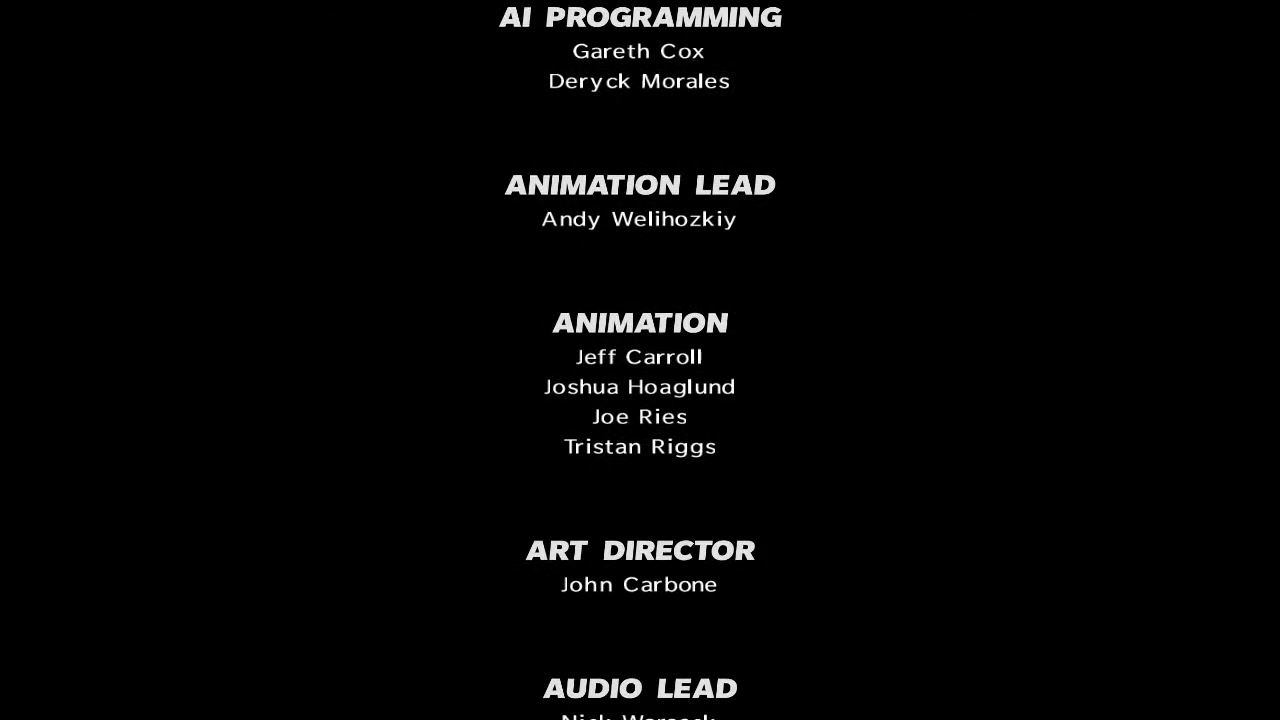 AI PROGRAMMING
Gareth Cox
Deryck Morales
ANIMATION LEAD
Andy Welihozkiy
ANIMATION
Jeff Carroll
Joshua Hoaglund
Joe Ries
Tristan Riggs
ART DIRECTOR
John Carbone
AUDIO LEAD
Nick